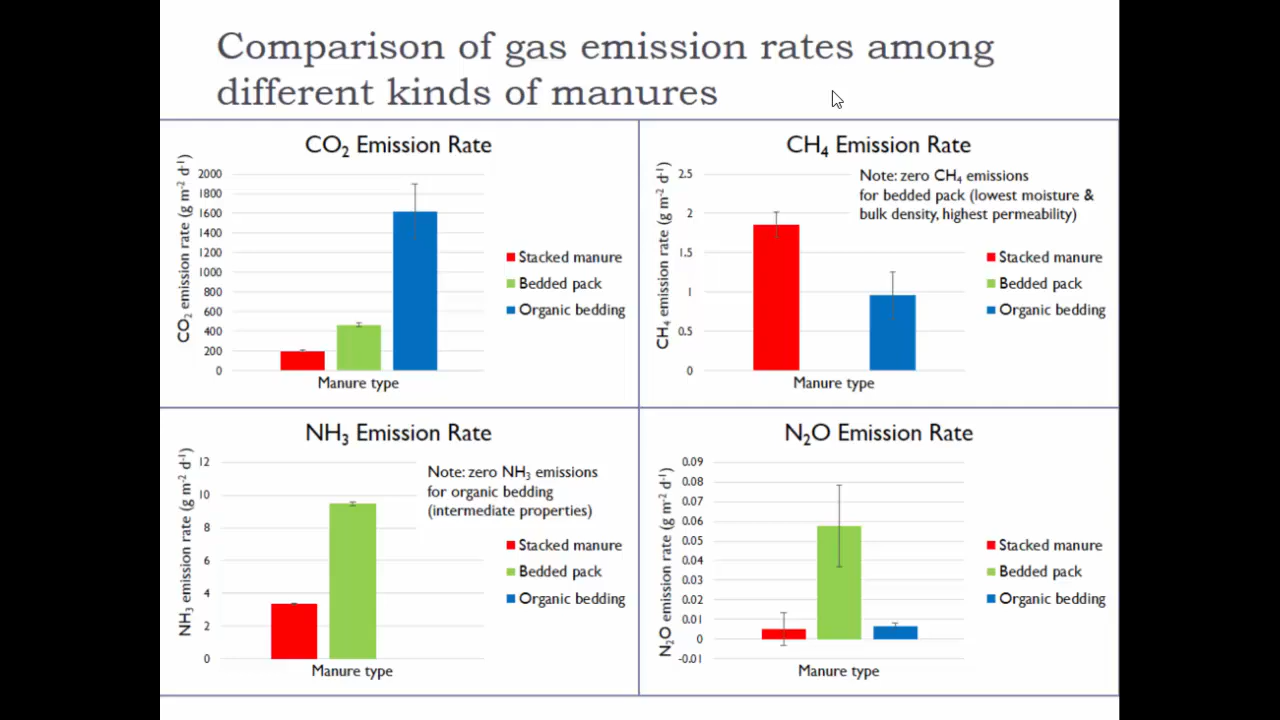 Comparison of gas emission rates among
different kinds of manures
CO₂ Emission Rate
CO₂ emission rate (g m⁻² d⁻¹)
2000
1800
1600
1400
1200
1000
800
600
400
200
0
Manure type
Stacked manure
Bedded pack
Organic bedding
CH₄ Emission Rate
CH₄ emission rate (g m⁻² d⁻¹)
2.5
2
1.5
1
0.5
0
Note: zero CH₄ emissions
for bedded pack (lowest moisture &
bulk density, highest permeability)
Manure type
Stacked manure
Bedded pack
Organic bedding
NH₃ Emission Rate
NH₃ emission rate (g m⁻² d⁻¹)
12
10
8
6
4
2
0
Note: zero NH₃ emissions
for organic bedding
(intermediate properties)
Manure type
Stacked manure
Bedded pack
Organic bedding
N₂O Emission Rate
N₂O emission rate (g m⁻² d⁻¹)
0.09
0.08
0.07
0.06
0.05
0.04
0.03
0.02
0.01
0
-0.01
Manure type
Stacked manure
Bedded pack
Organic bedding